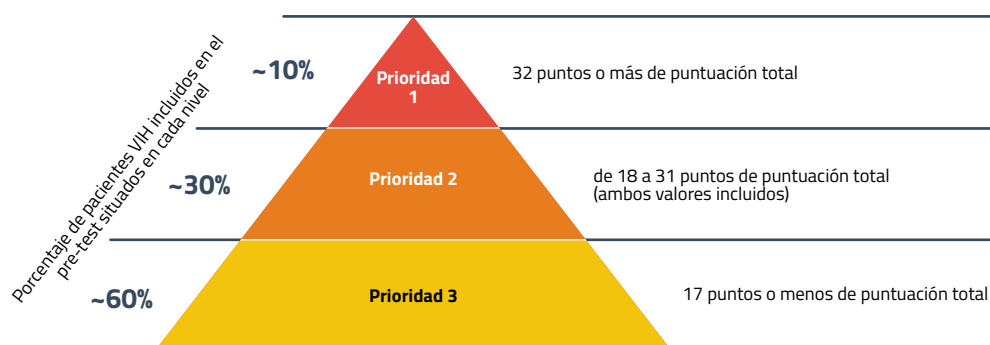 Porcentaje de pacientes VIH incluidos en el
pre-test situados en cada nivel
~10%
Prioridad
1
32 puntos o más de puntuación total
~30%
Prioridad 2
de 18 a 31 puntos de puntuación total
(ambos valores incluidos)
~60%
Prioridad 3
17 puntos o menos de puntuación total